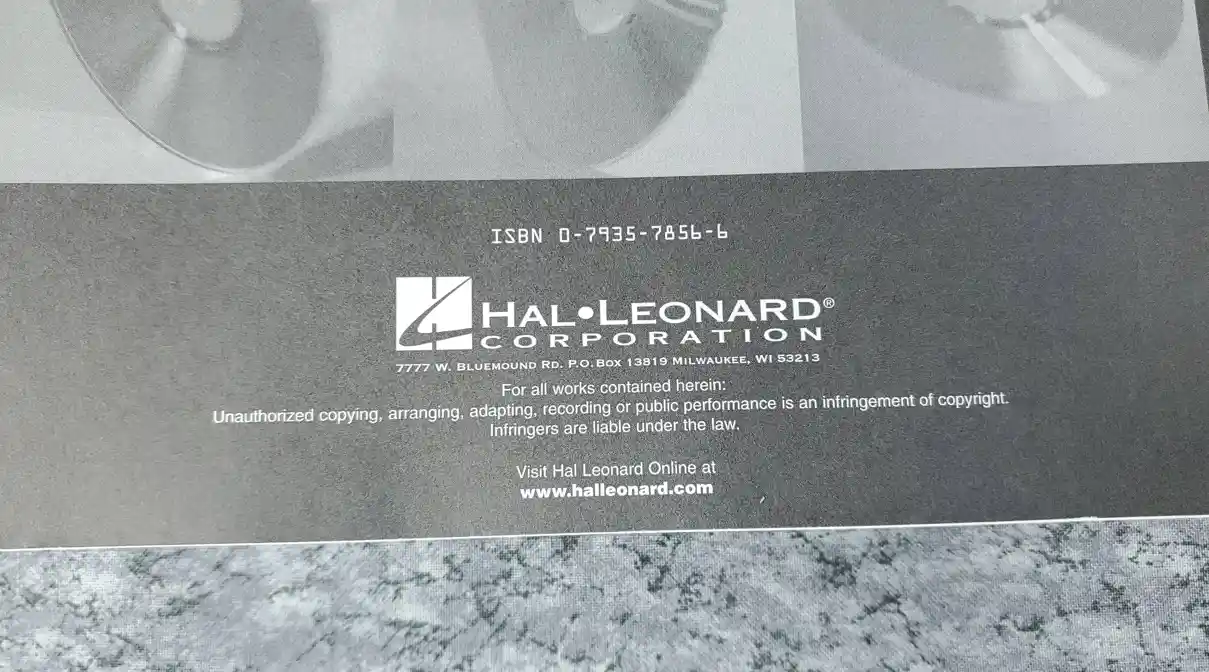 ISBN 0-7935-7856-6
HAL•LEONARD®
CORPORATION
7777 W. BLUEMOUND RD. P.O. BOX 13819 MILWAUKEE, WI 53213
For all works contained herein:
Unauthorized copying, arranging, adapting, recording or public performance is an infringement of copyright.
Infringers are liable under the law.
Visit Hal Leonard Online at
www.halleonard.com